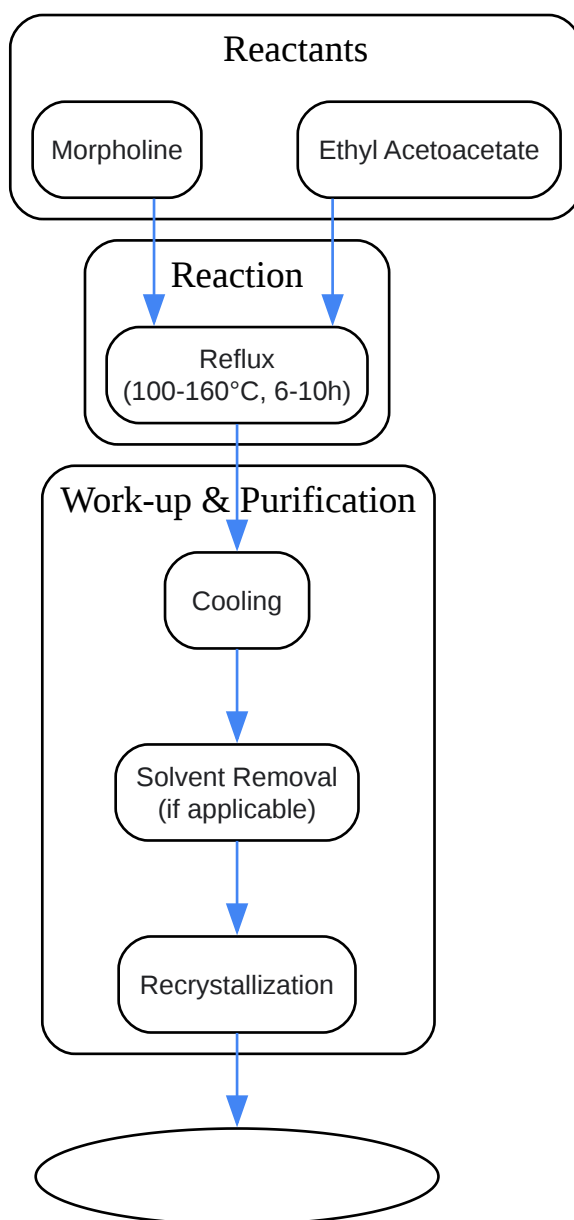 Reactants
Morpholine
Ethyl Acetoacetate
Reaction
Reflux
(100-160°C, 6-10h)
Work-up & Purification
Cooling
Solvent Removal
(if applicable)
Recrystallization